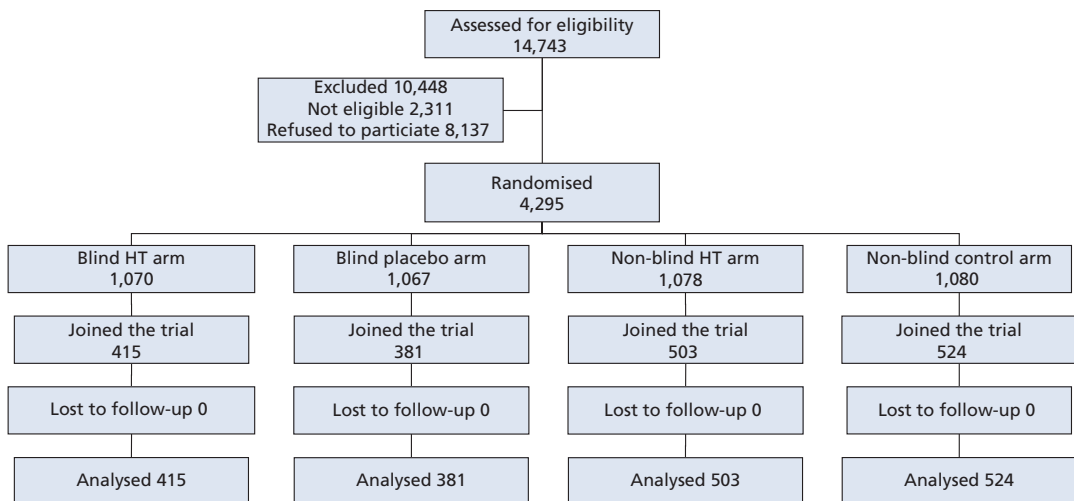 Assessed for eligibility
14,743
Excluded 10,448
Not eligible 2,311
Refused to particiate 8,137
Randomised
4,295
Blind HT arm
1,070
Blind placebo arm
1,067
Non-blind HT arm
1,078
Non-blind control arm
1,080
Joined the trial
415
Joined the trial
381
Joined the trial
503
Joined the trial
524
Lost to follow-up 0
Lost to follow-up 0
Lost to follow-up 0
Lost to follow-up 0
Analysed 415
Analysed 381
Analysed 503
Analysed 524